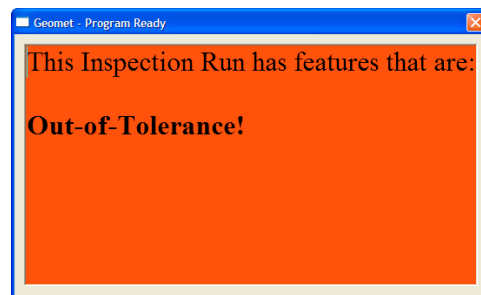 Geomet - Program Ready
This Inspection Run has features that are:
Out-of-Tolerance!